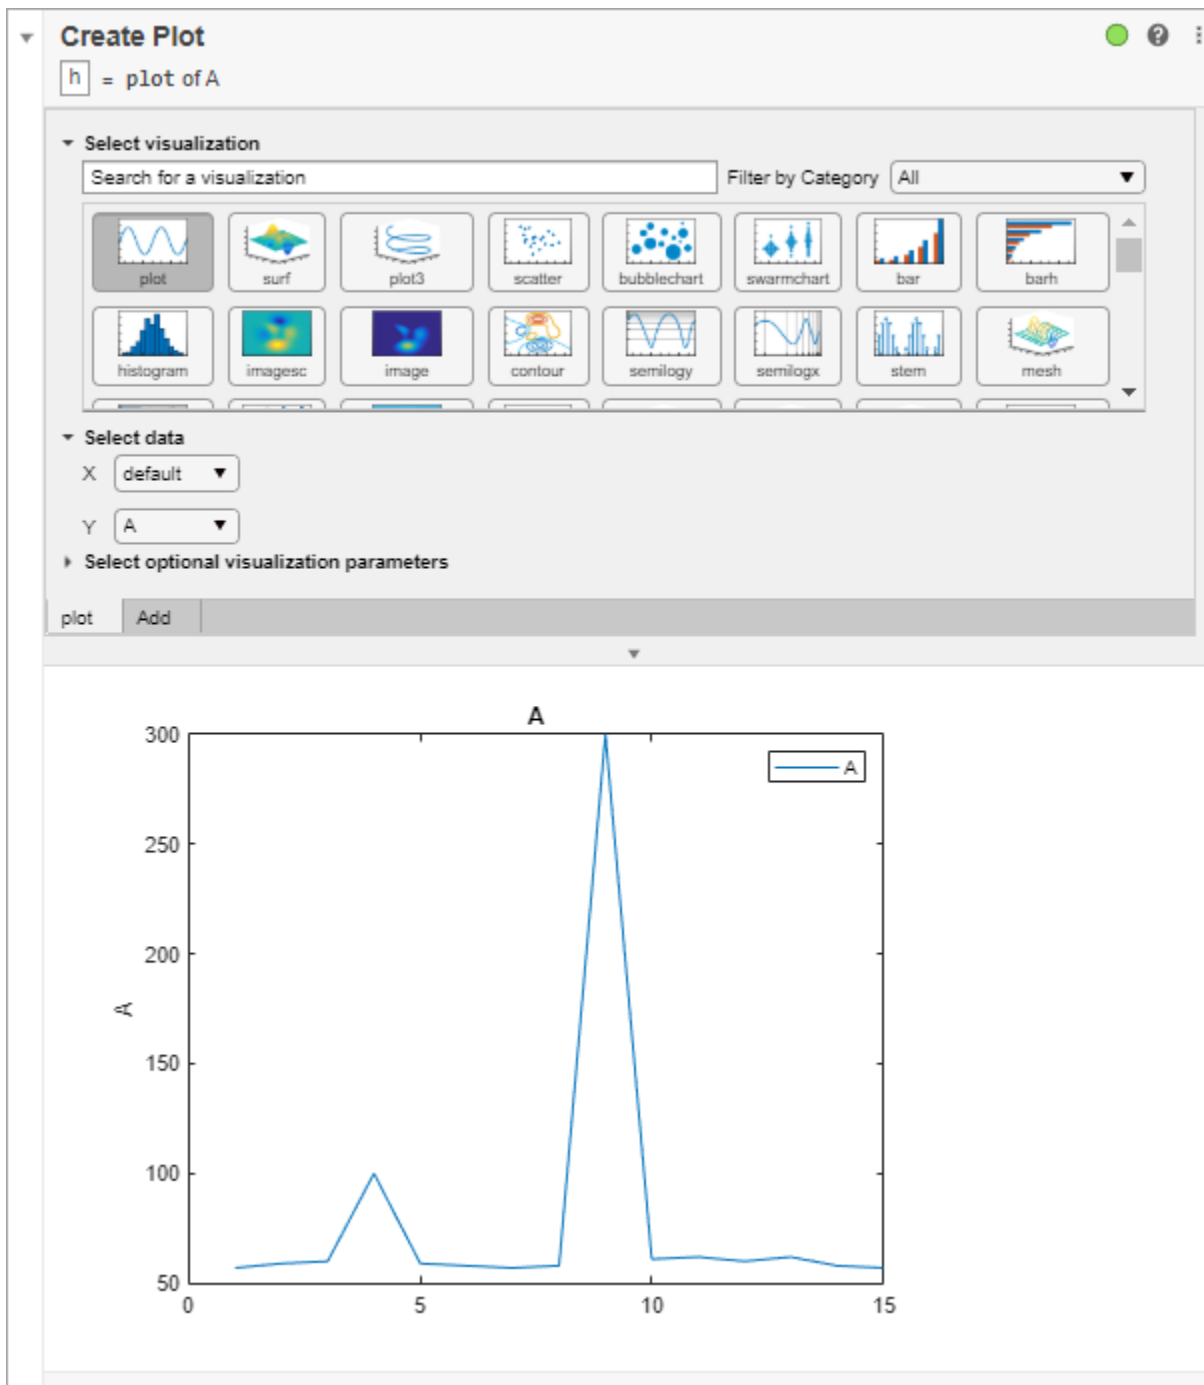 Create Plot
h = plot of A
Select visualization
Search for a visualization Filter by Category All
plot surf plot3 scatter bubblechart swarmchart bar barh
histogram imagesc image contour semilogy semilogx stem mesh
Select data
X default
Y A
Select optional visualization parameters
plot Add
A
300
A
250
200
A
150
100
50
0 5 10 15